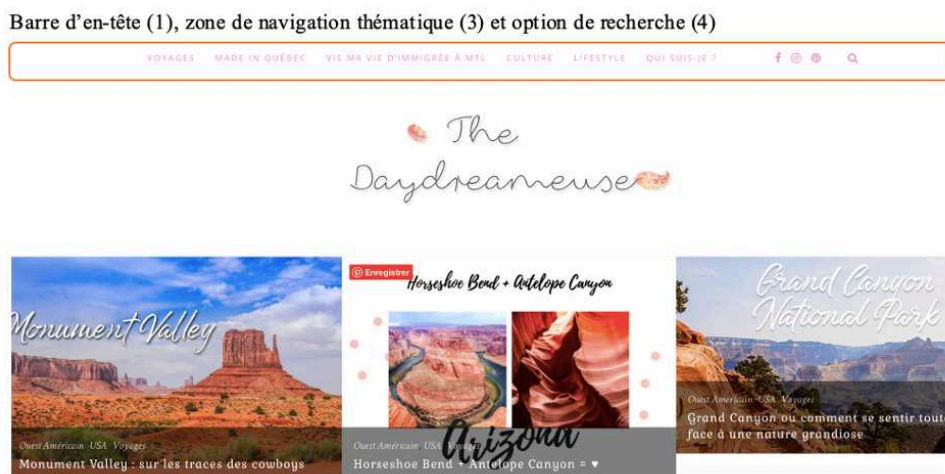 Barre d'en-tête (1), zone de navigation thématique (3) et option de recherche (4)
VOYAGES MADE IN QUÉBEC VIS MA VIE D'IMMIGRÉE À MTL CULTURE LIFESTYLE QUI SUIS-JE ?
The
Daydreameuse
Monument Valley
Ouest Américain USA Voyages
Monument Valley : sur les traces des cowboys
Enregistrer
Horseshoe Bend + Antelope Canyon
Arizona
Ouest Américain USA Voyages
Horseshoe Bend + Antelope Canyon = ♥
Grand Canyon
National Park
Ouest Américain USA Voyages
Grand Canyon ou comment se sentir tout
face à une nature grandiose